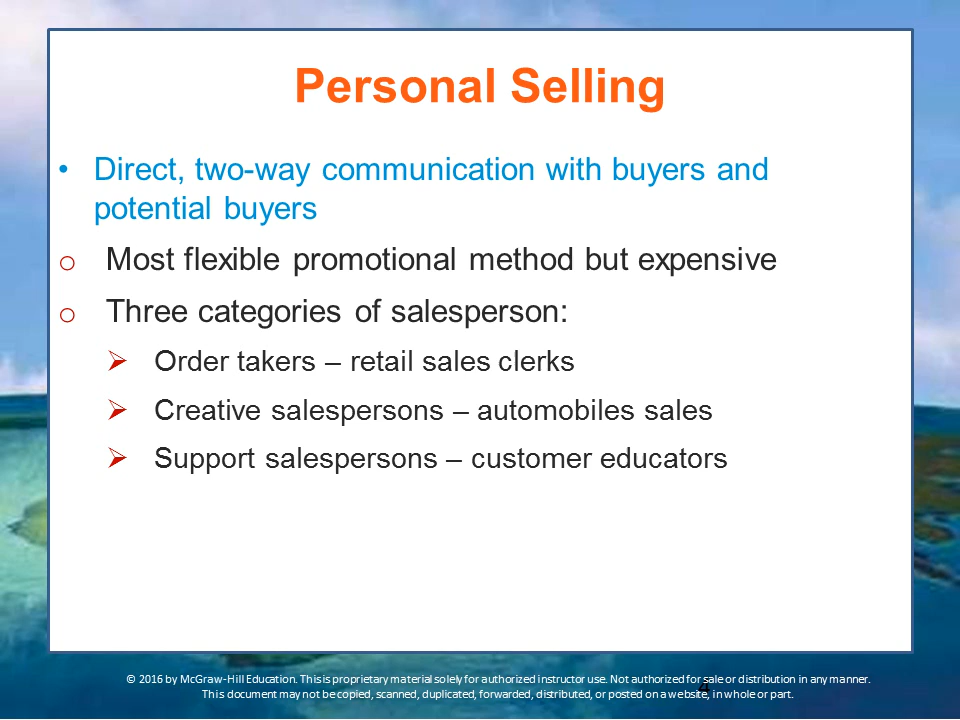 Personal Selling
• Direct, two-way communication with buyers and
potential buyers
o Most flexible promotional method but expensive
o Three categories of salesperson:
➢ Order takers – retail sales clerks
➢ Creative salespersons – automobiles sales
➢ Support salespersons – customer educators
© 2016 by McGraw-Hill Education. This is proprietary material solely for authorized instructor use. Not authorized for sale or distribution in any manner.
This document may not be copied, scanned, duplicated, forwarded, distributed, or posted on a website, in whole or part.
4